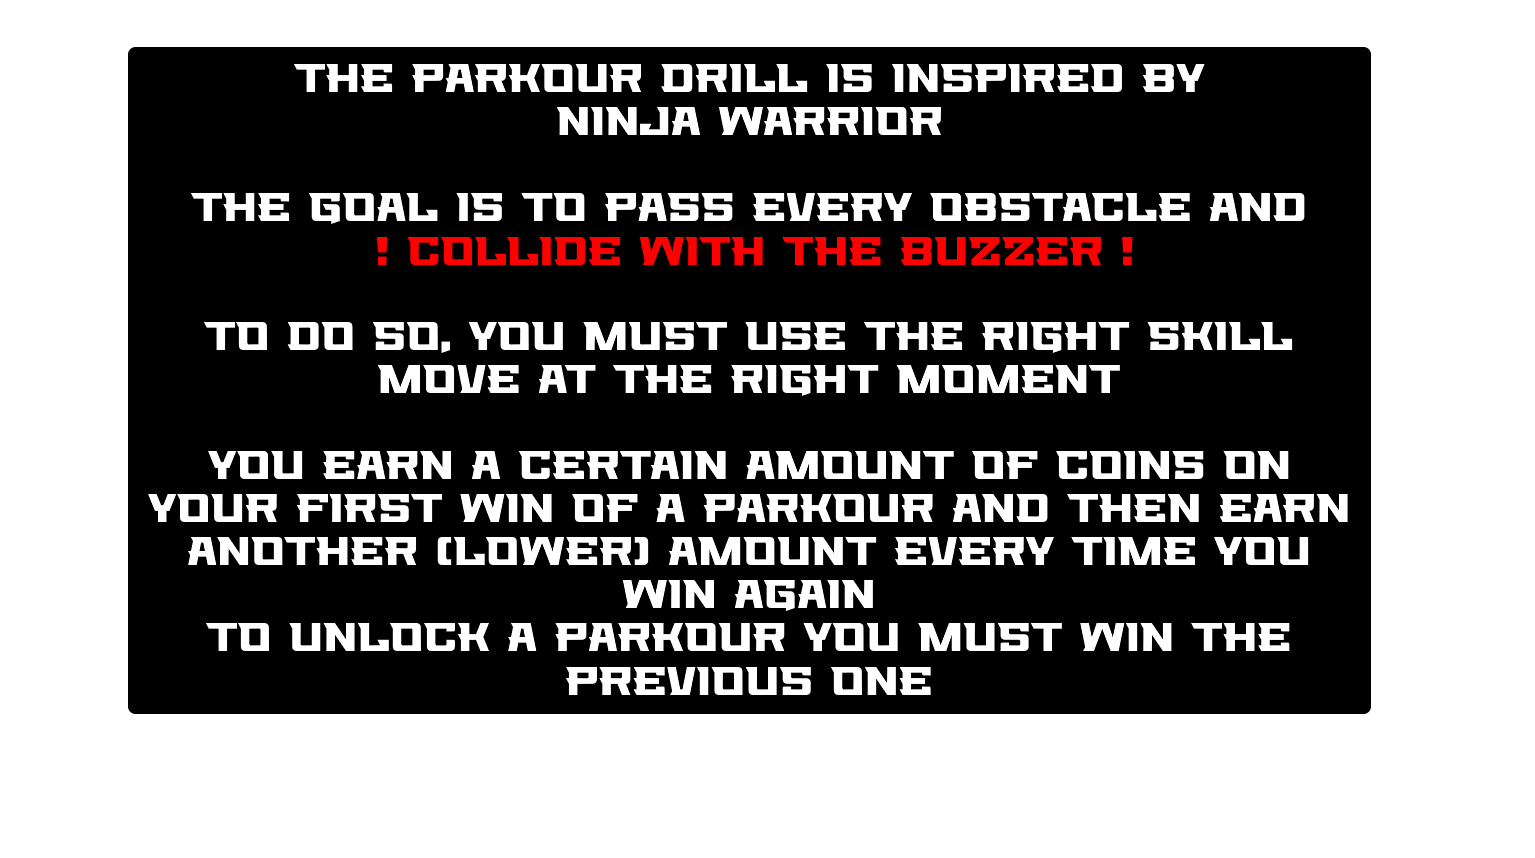 THE PARKOUR DRILL IS INSPIRED BY
NINJA WARRIOR
THE GOAL IS TO PASS EVERY OBSTACLE AND
! COLLIDE WITH THE BUZZER !
TO DO SO, YOU MUST USE THE RIGHT SKILL
MOVE AT THE RIGHT MOMENT
YOU EARN A CERTAIN AMOUNT OF COINS ON
YOUR FIRST WIN OF A PARKOUR AND THEN EARN
ANOTHER (LOWER) AMOUNT EVERY TIME YOU
WIN AGAIN
TO UNLOCK A PARKOUR YOU MUST WIN THE
PREVIOUS ONE